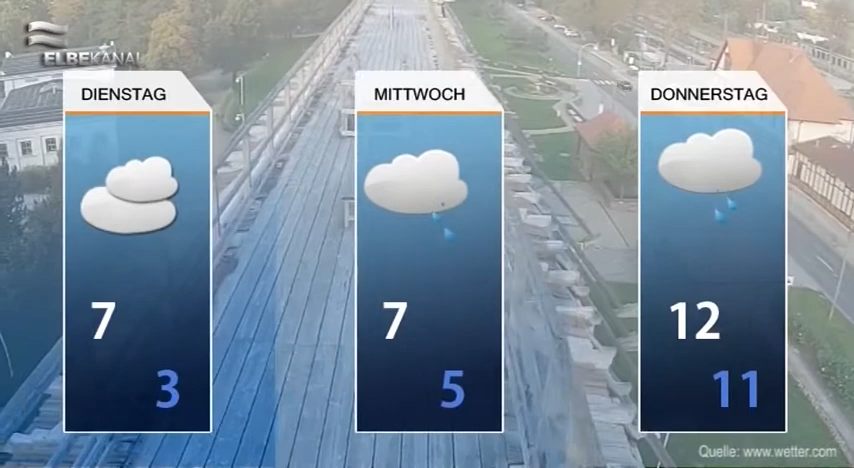 ELBEKANAL
DIENSTAG
MITTWOCH
DONNERSTAG
7
7
12
3
5
11
Quelle: www.wetter.com